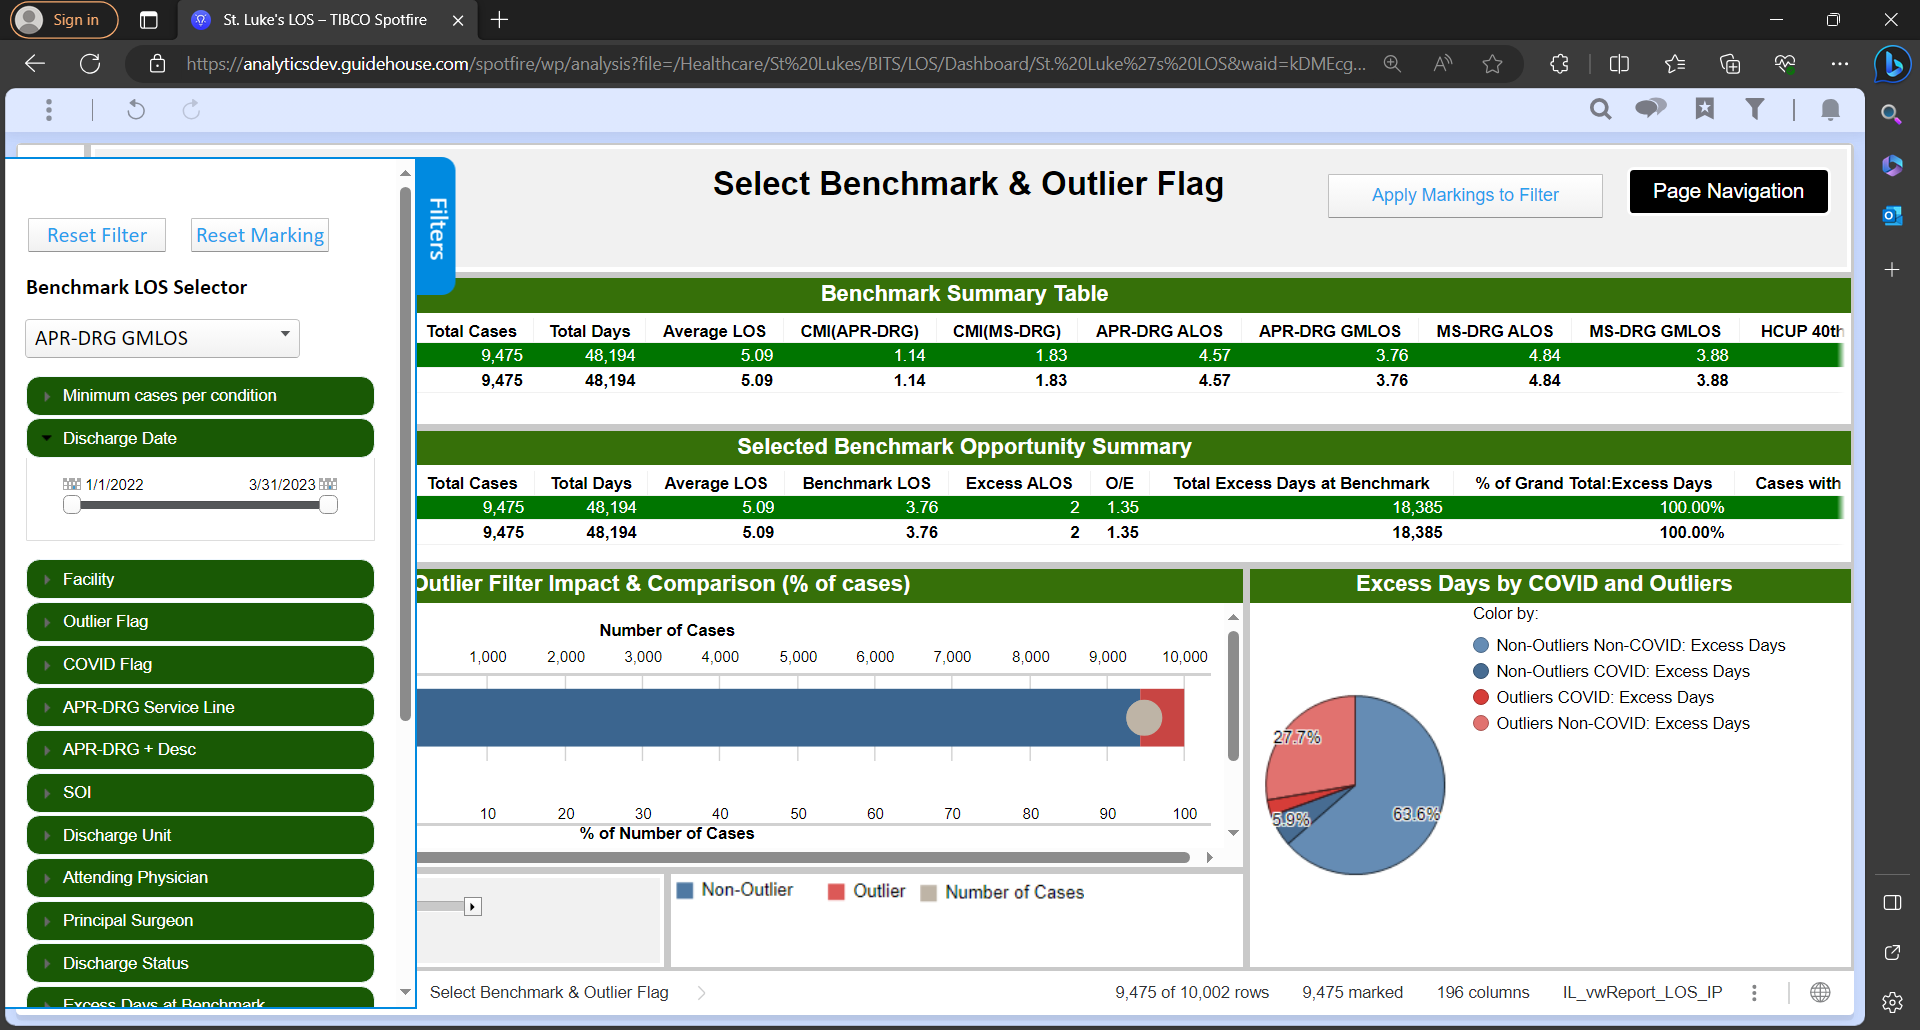 Sign in
St. Luke's LOS – TIBCO Spotfire
https://analyticsdev.guidehouse.com/spotfire/wp/analysis?file=/Healthcare/St%20Lukes/BITS/LOS/Dashboard/St.%20Luke%27s%20LOS&waid=kDMEcg...
Select Benchmark & Outlier Flag
Apply Markings to Filter
Page Navigation
Filters
Reset Filter
Reset Marking
Benchmark LOS Selector
APR-DRG GMLOS
Minimum cases per condition
Discharge Date
1/1/2022 3/31/2023
Facility
Outlier Flag
COVID Flag
APR-DRG Service Line
APR-DRG + Desc
SOI
Discharge Unit
Attending Physician
Principal Surgeon
Discharge Status
Excess Days at Benchmark
Benchmark Summary Table
Total Cases Total Days Average LOS CMI(APR-DRG) CMI(MS-DRG) APR-DRG ALOS APR-DRG GMLOS MS-DRG ALOS MS-DRG GMLOS HCUP 40th
9,475 48,194 5.09 1.14 1.83 4.57 3.76 4.84 3.88
9,475 48,194 5.09 1.14 1.83 4.57 3.76 4.84 3.88
Selected Benchmark Opportunity Summary
Total Cases Total Days Average LOS Benchmark LOS Excess ALOS O/E Total Excess Days at Benchmark % of Grand Total:Excess Days Cases with
9,475 48,194 5.09 3.76 2 1.35 18,385 100.00%
9,475 48,194 5.09 3.76 2 1.35 18,385 100.00%
Outlier Filter Impact & Comparison (% of cases)
Number of Cases
1,000 2,000 3,000 4,000 5,000 6,000 7,000 8,000 9,000 10,000
10 20 30 40 50 60 70 80 90 100
% of Number of Cases
Non-Outlier Outlier Number of Cases
Excess Days by COVID and Outliers
Color by:
Non-Outliers Non-COVID: Excess Days
Non-Outliers COVID: Excess Days
Outliers COVID: Excess Days
Outliers Non-COVID: Excess Days
27.7%
5.9%
63.6%
Select Benchmark & Outlier Flag
9,475 of 10,002 rows 9,475 marked 196 columns IL_vwReport_LOS_IP